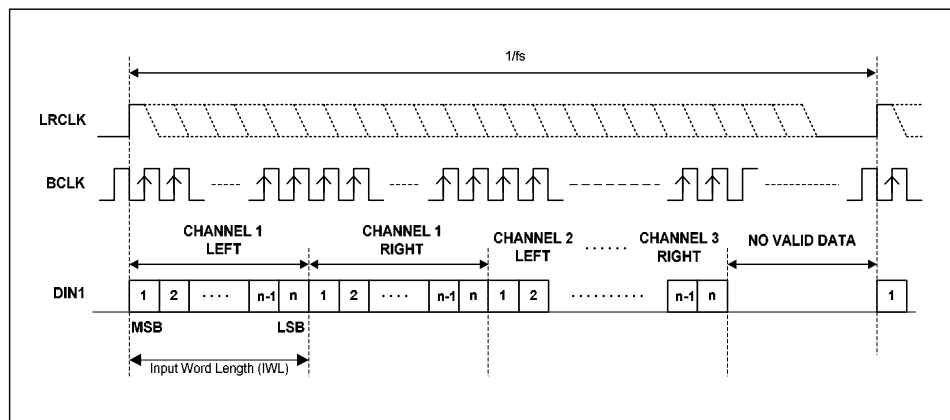 1/fs
LRCLK
BCLK
CHANNEL 1
LEFT
CHANNEL 1
RIGHT
CHANNEL 2
LEFT
......
CHANNEL 3
RIGHT
NO VALID DATA
DIN1
1 2 .... n-1 n 1 2 .... n-1 n 1 2 .......... n-1 n 1
MSB
LSB
Input Word Length (IWL)